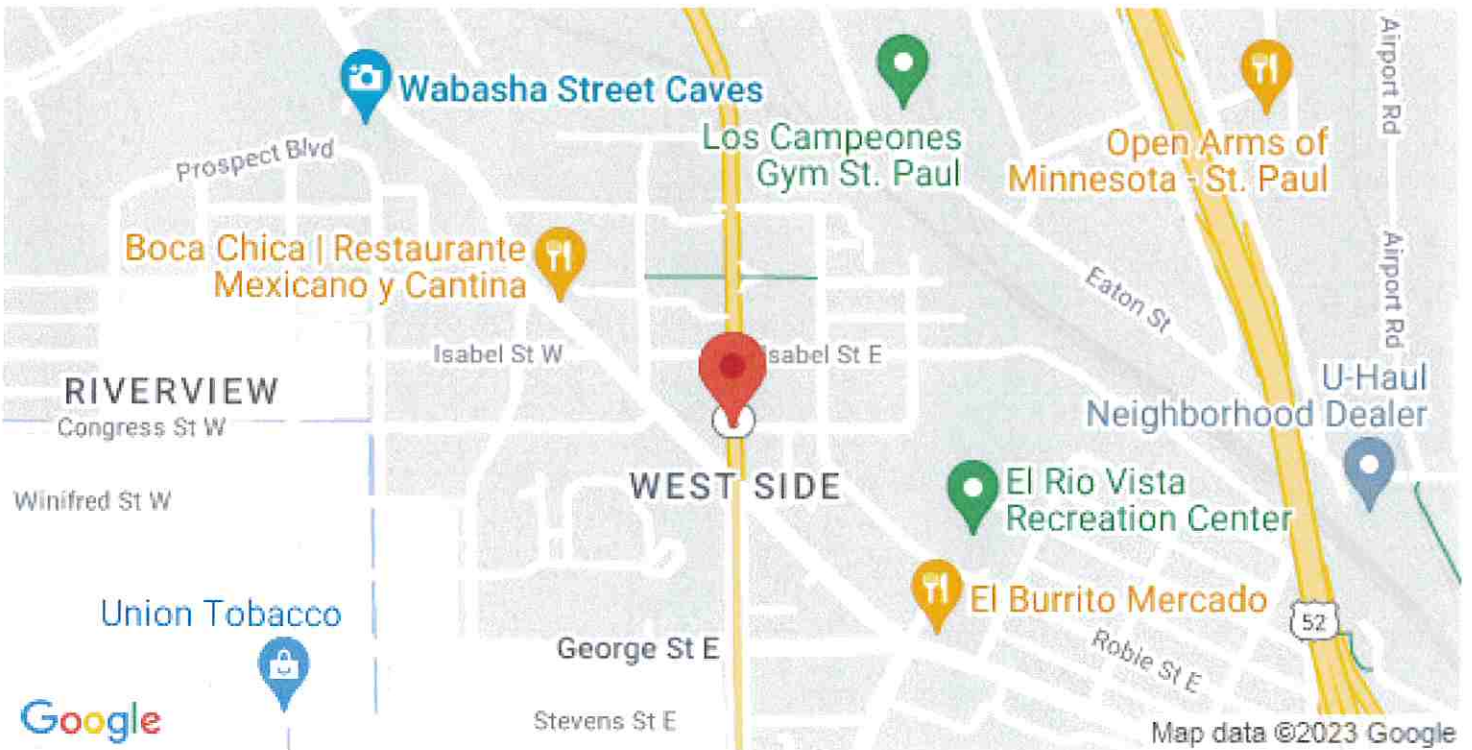 Wabasha Street Caves
Los Campeones
Gym St. Paul
Open Arms of
Minnesota - St. Paul
Airport Rd
Prospect Blvd
Boca Chica | Restaurante
Mexicano y Cantina
Airport Rd
Eaton St
Isabel St W
Isabel St E
RIVERVIEW
Congress St W
U-Haul
Neighborhood Dealer
WEST SIDE
Winifred St W
El Rio Vista
Recreation Center
Union Tobacco
El Burrito Mercado
52
George St E
Robie St E
Stevens St E
Google
Map data ©2023 Google